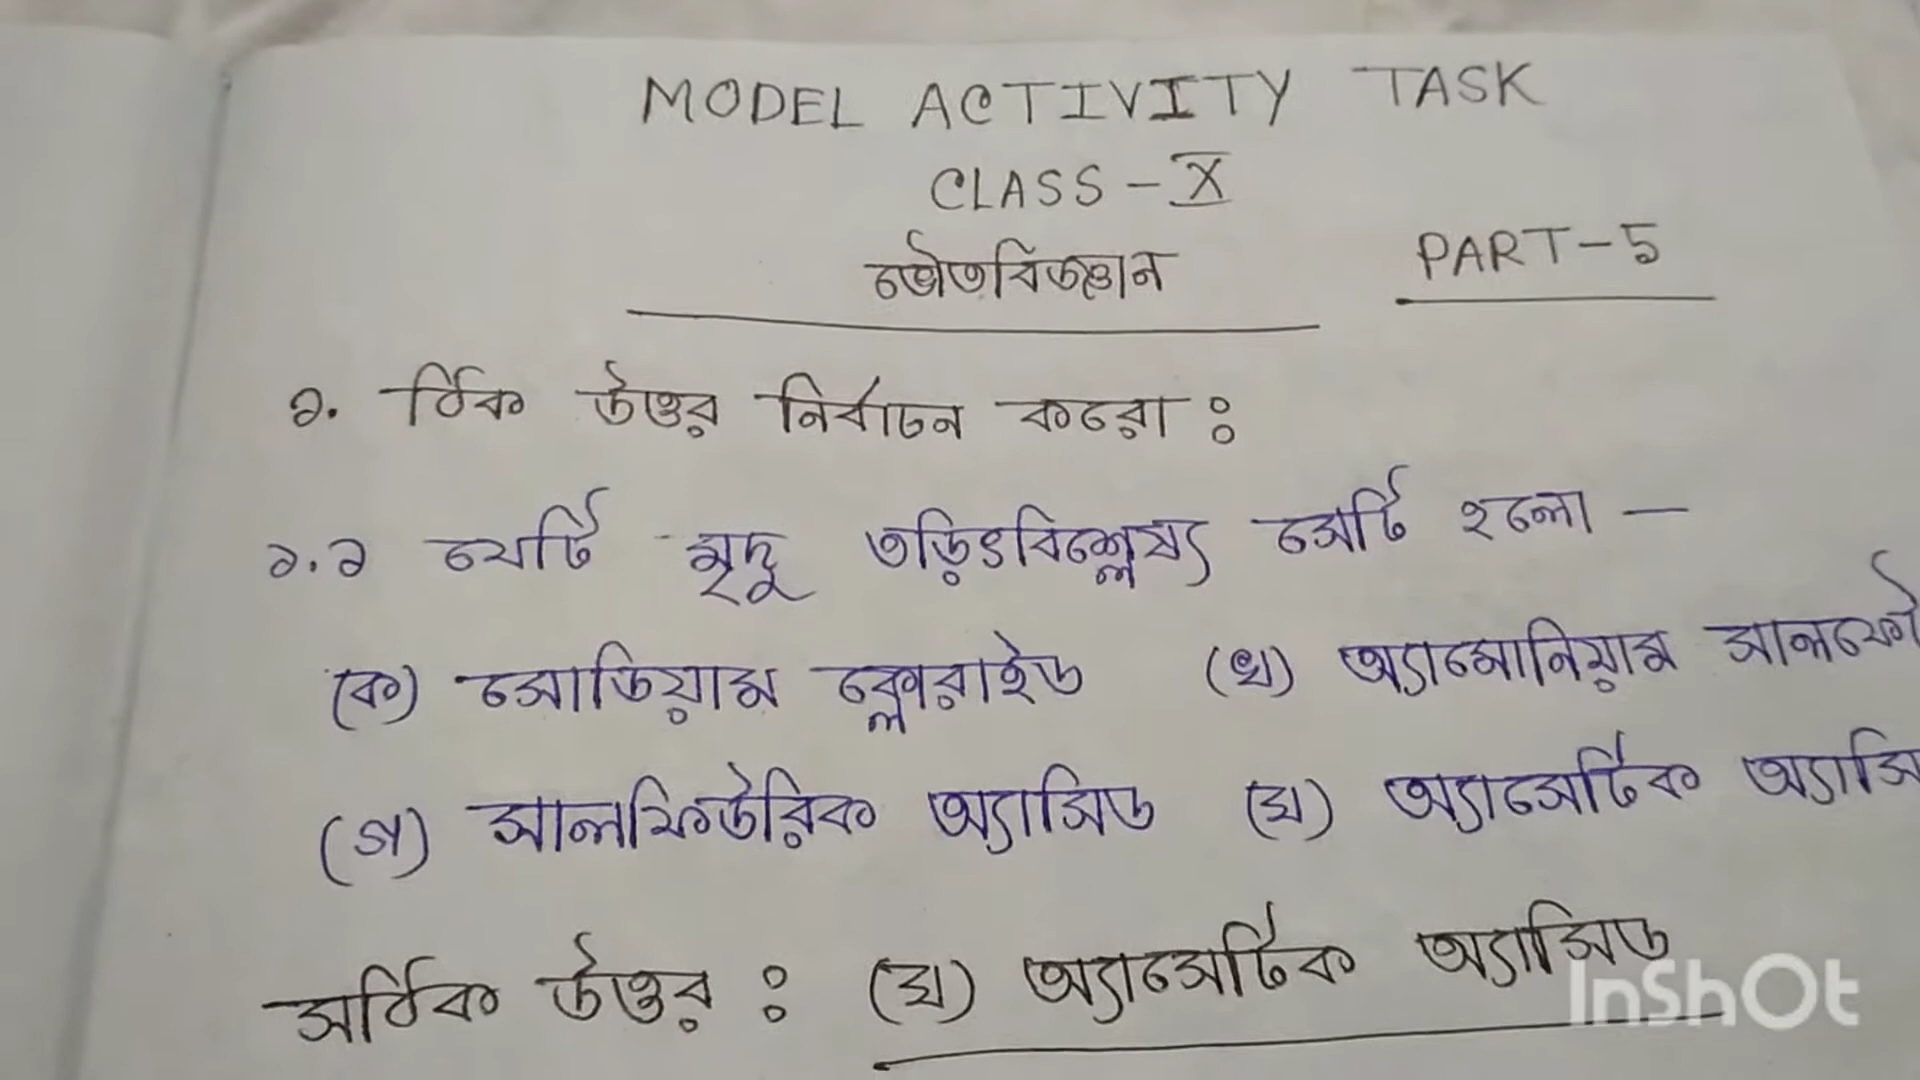 MODEL ACTIVITY TASK
CLASS - X
ভৌতবিজ্ঞান
PART-5
১. ঠিক উত্তর নির্বাচন করো :
১.১ যেটি মৃদু তড়িৎবিশ্লেষ্য সেটি হলো —
(ক) সোডিয়াম ক্লোরাইড (খ) অ্যামোনিয়াম
(গ) সালফিউরিক অ্যাসিড (ঘ) অ্যাসেটিক
সঠিক উত্তর : (ঘ) অ্যাসেটিক অ্যাসিড
InShOt